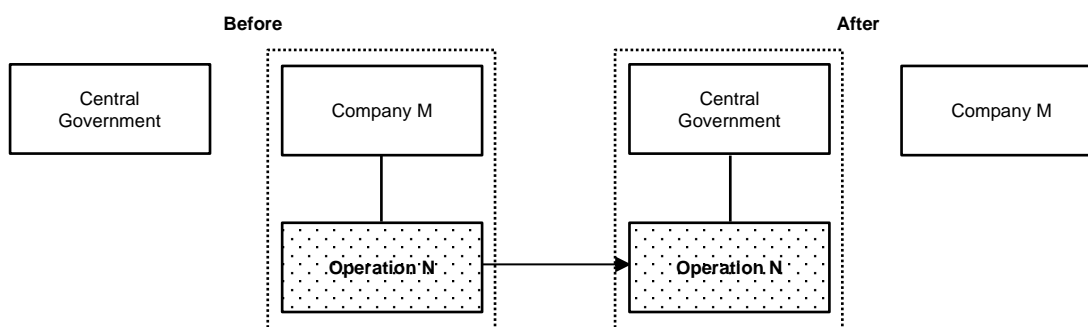 Before
After
Central
Government
Company M
Central
Government
Company M
Operation N
Operation N